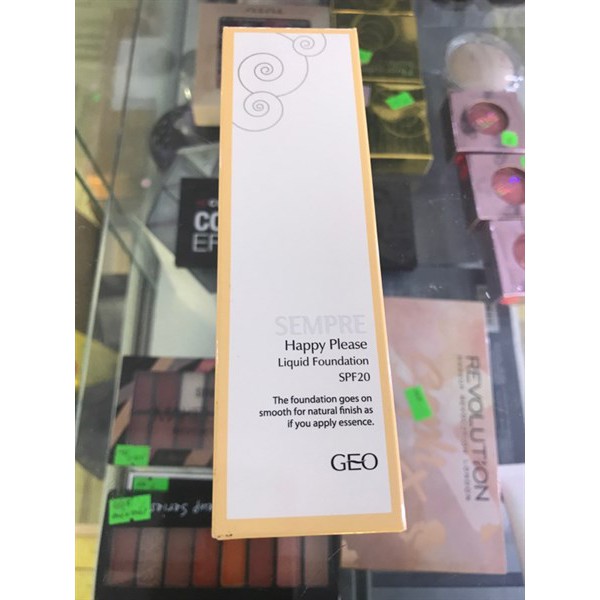 SEMPRE
Happy Please
Liquid Foundation
SPF20
The foundation goes on
smooth for natural finish as
if you apply essence.
GEO
REVOLUTION